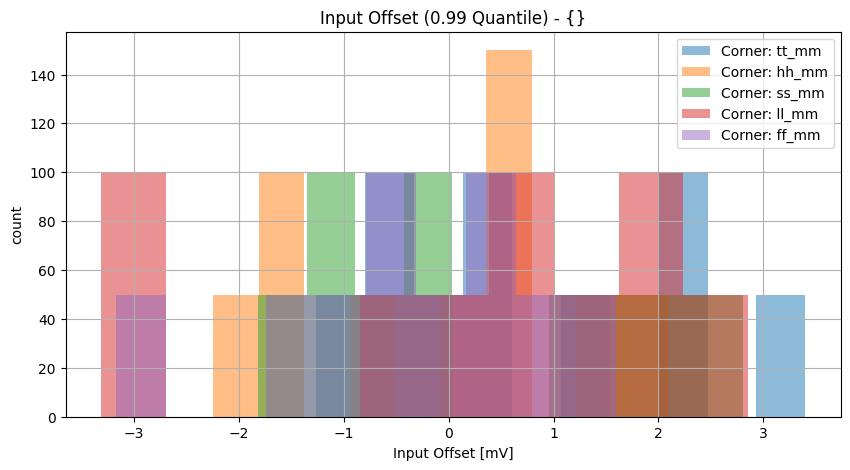 Input Offset (0.99 Quantile) - {}
Corner: tt_mm
Corner: hh_mm
Corner: ss_mm
Corner: ll_mm
Corner: ff_mm
count
140
120
100
80
60
40
20
0
−3
−2
−1
0
1
2
3
Input Offset [mV]